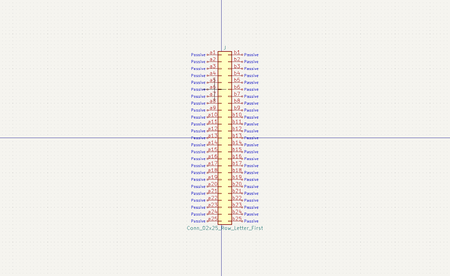 J
Passive a1 b1 Passive
Passive a2 b2 Passive
Passive a3 b3 Passive
Passive a4 b4 Passive
Passive a5 b5 Passive
Passive a6 b6 Passive
Passive a7 b7 Passive
Passive a8 b8 Passive
Passive a9 b9 Passive
Passive a10 b10 Passive
Passive a11 b11 Passive
Passive a12 b12 Passive
Passive a13 b13 Passive
Passive a14 b14 Passive
Passive a15 b15 Passive
Passive a16 b16 Passive
Passive a17 b17 Passive
Passive a18 b18 Passive
Passive a19 b19 Passive
Passive a20 b20 Passive
Passive a21 b21 Passive
Passive a22 b22 Passive
Passive a23 b23 Passive
Passive a24 b24 Passive
Passive a25 b25 Passive
Conn_02x25_Row_Letter_First